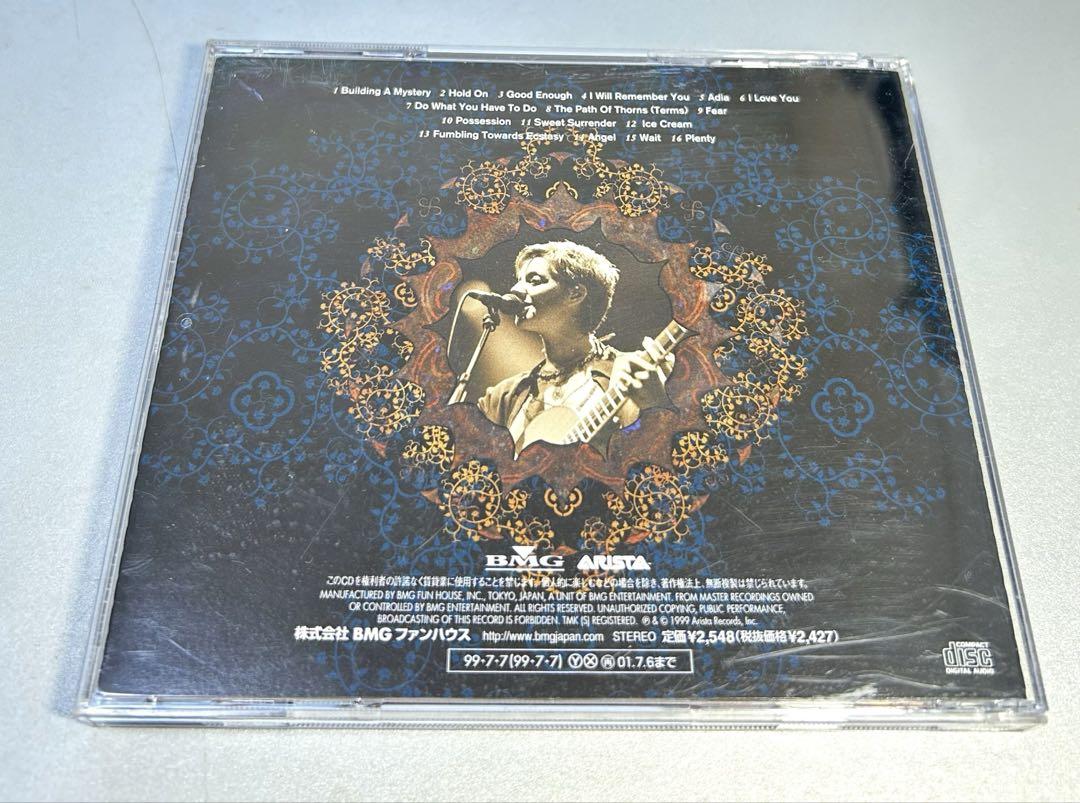 1 Building A Mystery 2 Hold On 3 Good Enough 4 I Will Remember You 5 Adia 6 I Love You
7 Do What You Have To Do 8 The Path Of Thorns (Terms) 9 Fear
10 Possession 11 Sweet Surrender 12 Ice Cream
13 Fumbling Towards Ecstasy 14 Angel 15 Wait 16 Plenty
BMG ARISTA
このCDを権利者の許諾なく賃貸業に使用することを禁じます。個人的に楽しむなどの場合を除き、著作権法上、無断複製は禁じられています。
MANUFACTURED BY BMG FUN HOUSE, INC., TOKYO, JAPAN, A UNIT OF BMG ENTERTAINMENT. FROM MASTER RECORDINGS OWNED
OR CONTROLLED BY BMG ENTERTAINMENT. ALL RIGHTS RESERVED. UNAUTHORIZED COPYING, PUBLIC PERFORMANCE,
BROADCASTING OF THIS RECORD IS FORBIDDEN. TMK (S) REGISTERED. ℗ & © 1999 Arista Records, Inc.
株式会社 BMG ファンハウス http://www.bmgjapan.com STEREO 定価¥2,548(税抜価格¥2,427)
99・7・7(99・7・7) Ⓨ Ⓧ 再 01.7.6まで
COMPACT
disc
DIGITAL AUDIO